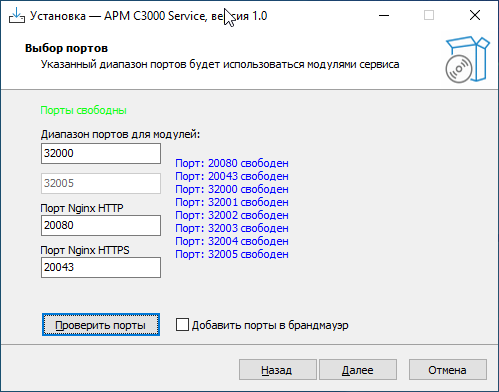 Установка — АРМ С3000 Service, версия 1.0
Выбор портов
Указанный диапазон портов будет использоваться модулями сервиса
Порты свободны
Диапазон портов для модулей:
32000
32005
Порт Nginx HTTP
20080
Порт Nginx HTTPS
20043
Порт: 20080 свободен
Порт: 20043 свободен
Порт: 32000 свободен
Порт: 32001 свободен
Порт: 32002 свободен
Порт: 32003 свободен
Порт: 32004 свободен
Порт: 32005 свободен
Проверить порты
Добавить порты в брандмауэр
Назад
Далее
Отмена